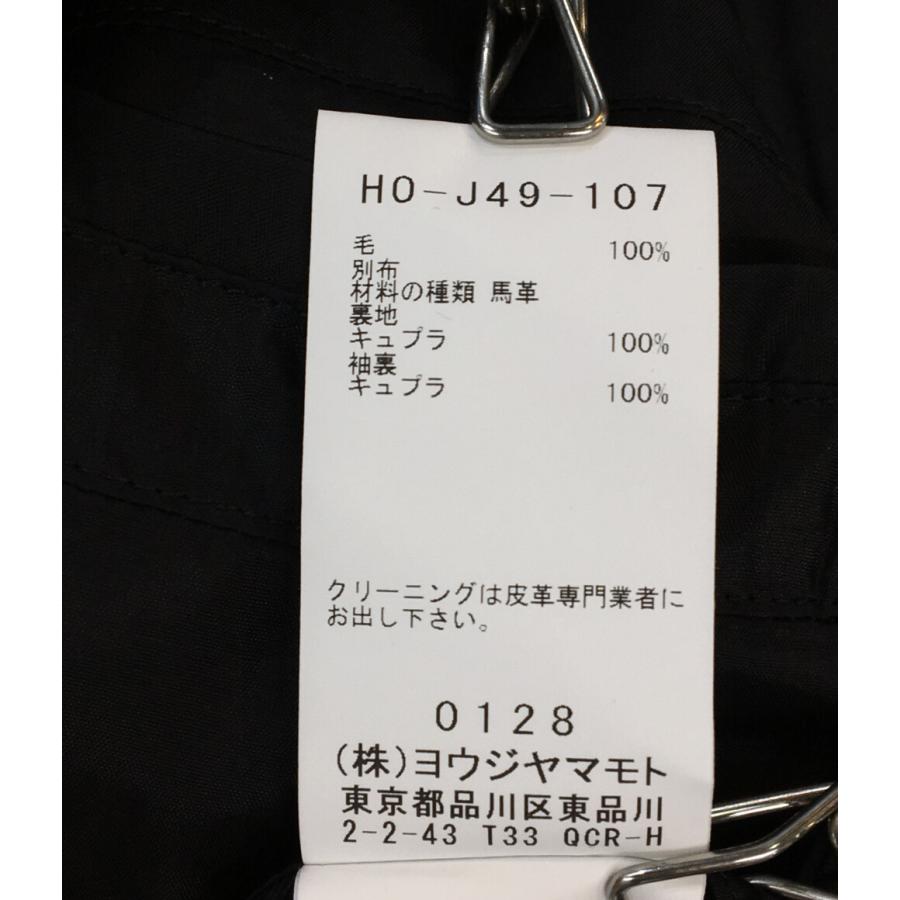 HO-J49-107
毛 100%
別布
材料の種類 馬革
裏地
キュプラ 100%
袖裏
キュプラ 100%
クリーニングは皮革専門業者に
お出し下さい。
0128
(株)ヨウジヤマモト
東京都品川区東品川
2-2-43 T33 QCR-H